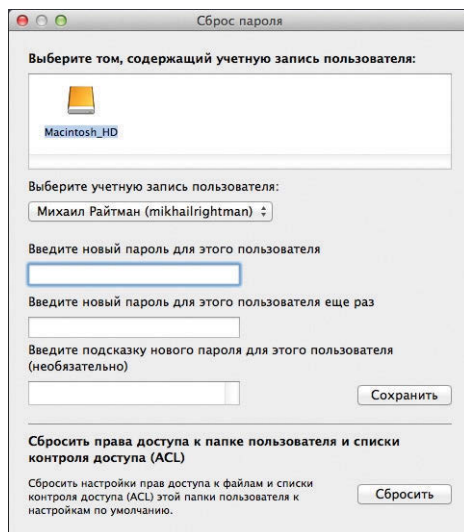 Сброс пароля
Выберите том, содержащий учетную запись пользователя:
Macintosh_HD
Выберите учетную запись пользователя:
Михаил Райтман (mikhailrightman)
Введите новый пароль для этого пользователя
Введите новый пароль для этого пользователя еще раз
Введите подсказку нового пароля для этого пользователя
(необязательно)
Сохранить
Сбросить права доступа к папке пользователя и списки
контроля доступа (ACL)
Сбросить настройки прав доступа к файлам и списки
контроля доступа (ACL) этой папки пользователя к
настройкам по умолчанию.
Сбросить